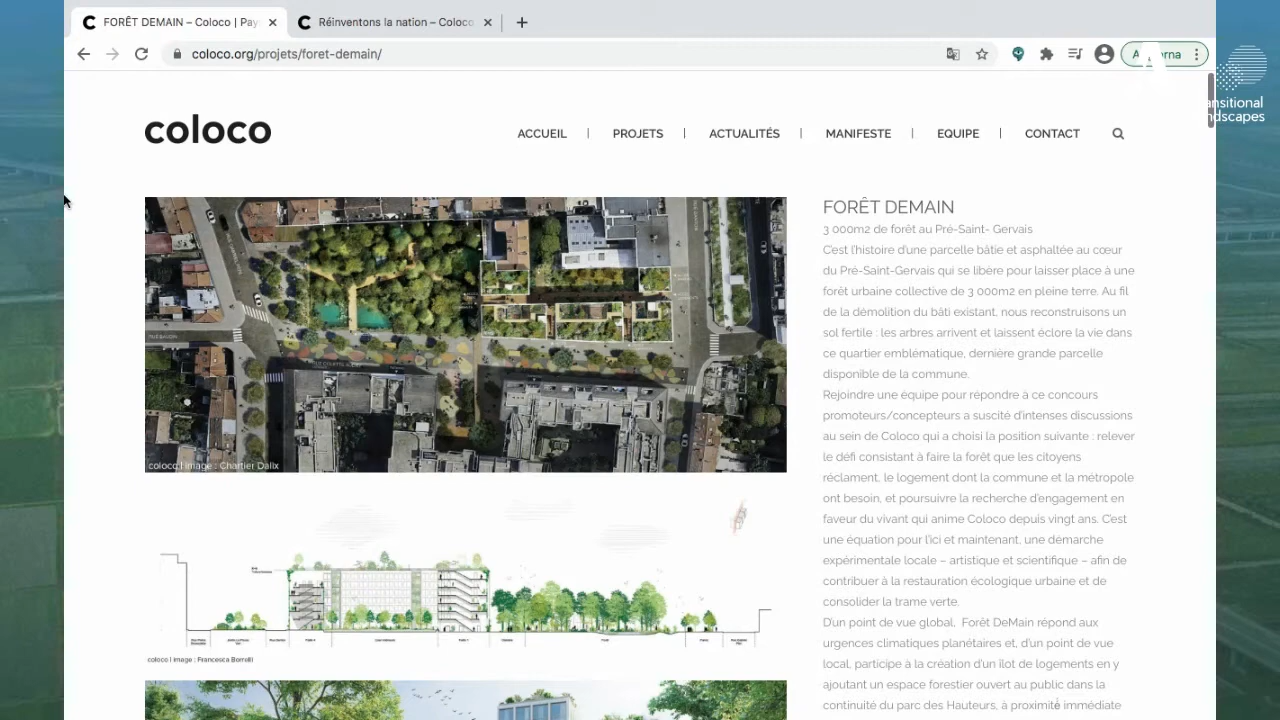 FORÊT DEMAIN – Coloco | Pay
Réinventons la nation – Coloco
coloco.org/projets/foret-demain/
coloco
ACCUEIL | PROJETS | ACTUALITÉS | MANIFESTE | EQUIPE | CONTACT
ansitional
ndscapes
FORÊT DEMAIN
3 000m2 de forêt au Pré-Saint- Gervais
C'est l'histoire d'une parcelle bâtie et asphaltée au cœur
du Pré-Saint-Gervais qui se libère pour laisser place à une
forêt urbaine collective de 3 000m2 en pleine terre. Au fil
de la démolition du bâti existant, nous reconstruisons un
sol fertile : les arbres arrivent et laissent éclore la vie dans
ce quartier emblématique, dernière grande parcelle
disponible de la commune.
Rejoindre une équipe pour répondre à ce concours
promoteurs/concepteurs a suscité d'intenses discussions
au sein de Coloco qui a choisi la position suivante : relever
le défi consistant à faire la forêt que les citoyens
réclament, le logement dont la commune et la métropole
ont besoin, et poursuivre la recherche d'engagement en
faveur du vivant qui anime Coloco depuis vingt ans. C'est
une équation pour l'ici et maintenant, une démarche
expérimentale locale – artistique et scientifique – afin de
contribuer à la restauration écologique urbaine et de
consolider la trame verte.
D'un point de vue global, Forêt DeMain répond aux
urgences climatiques planétaires et, d'un point de vue
local, participe à la création d'un îlot de logements en y
ajoutant un espace forestier ouvert au public dans la
continuité du parc des Hauteurs, à proximité immédiate
coloco | image : Chartier Dalix
coloco | image : Francesca Borrelli